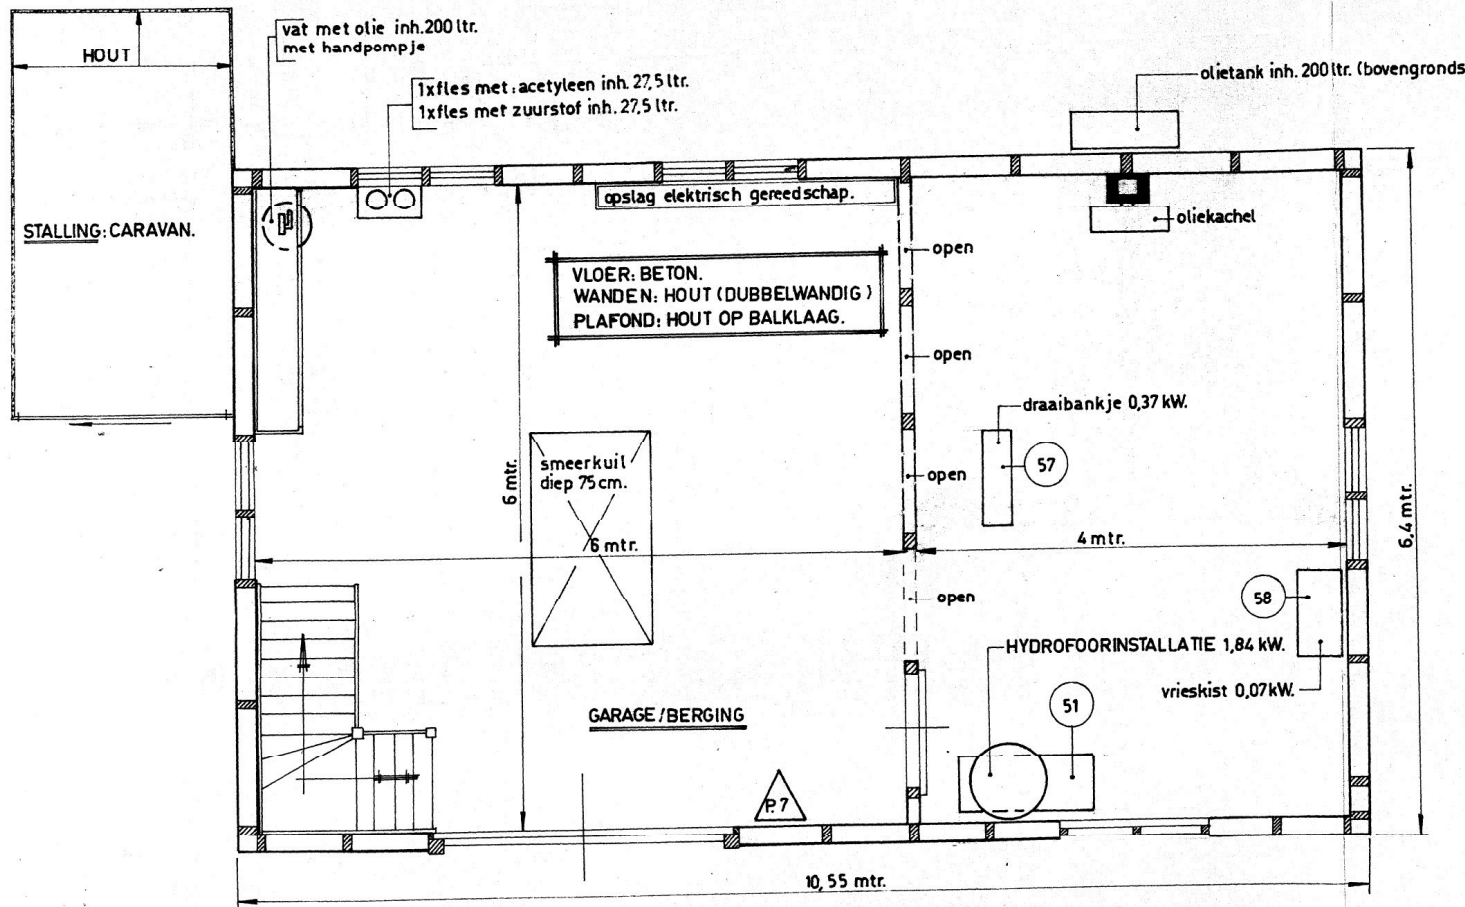 vat met olie inh.200 ltr.
met handpompje
HOUT
1xfles met: acetyleen inh. 27,5 ltr.
1xfles met zuurstof inh. 27,5 ltr.
olietank inh. 200 ltr. (bovengronds
opslag elektrisch gereedschap.
oliekachel
STALLING: CARAVAN.
open
VLOER: BETON.
WANDEN: HOUT (DUBBELWANDIG)
PLAFOND: HOUT OP BALKLAAG.
open
draaibankje 0,37 kW.
57
smeerkuil
diep 75 cm.
open
6 mtr.
6 mtr.
4 mtr.
6,4 mtr.
open
58
HYDROFOORINSTALLATIE 1,84 kW.
vrieskist 0,07 kW.
51
GARAGE/BERGING
P. 7
10,55 mtr.